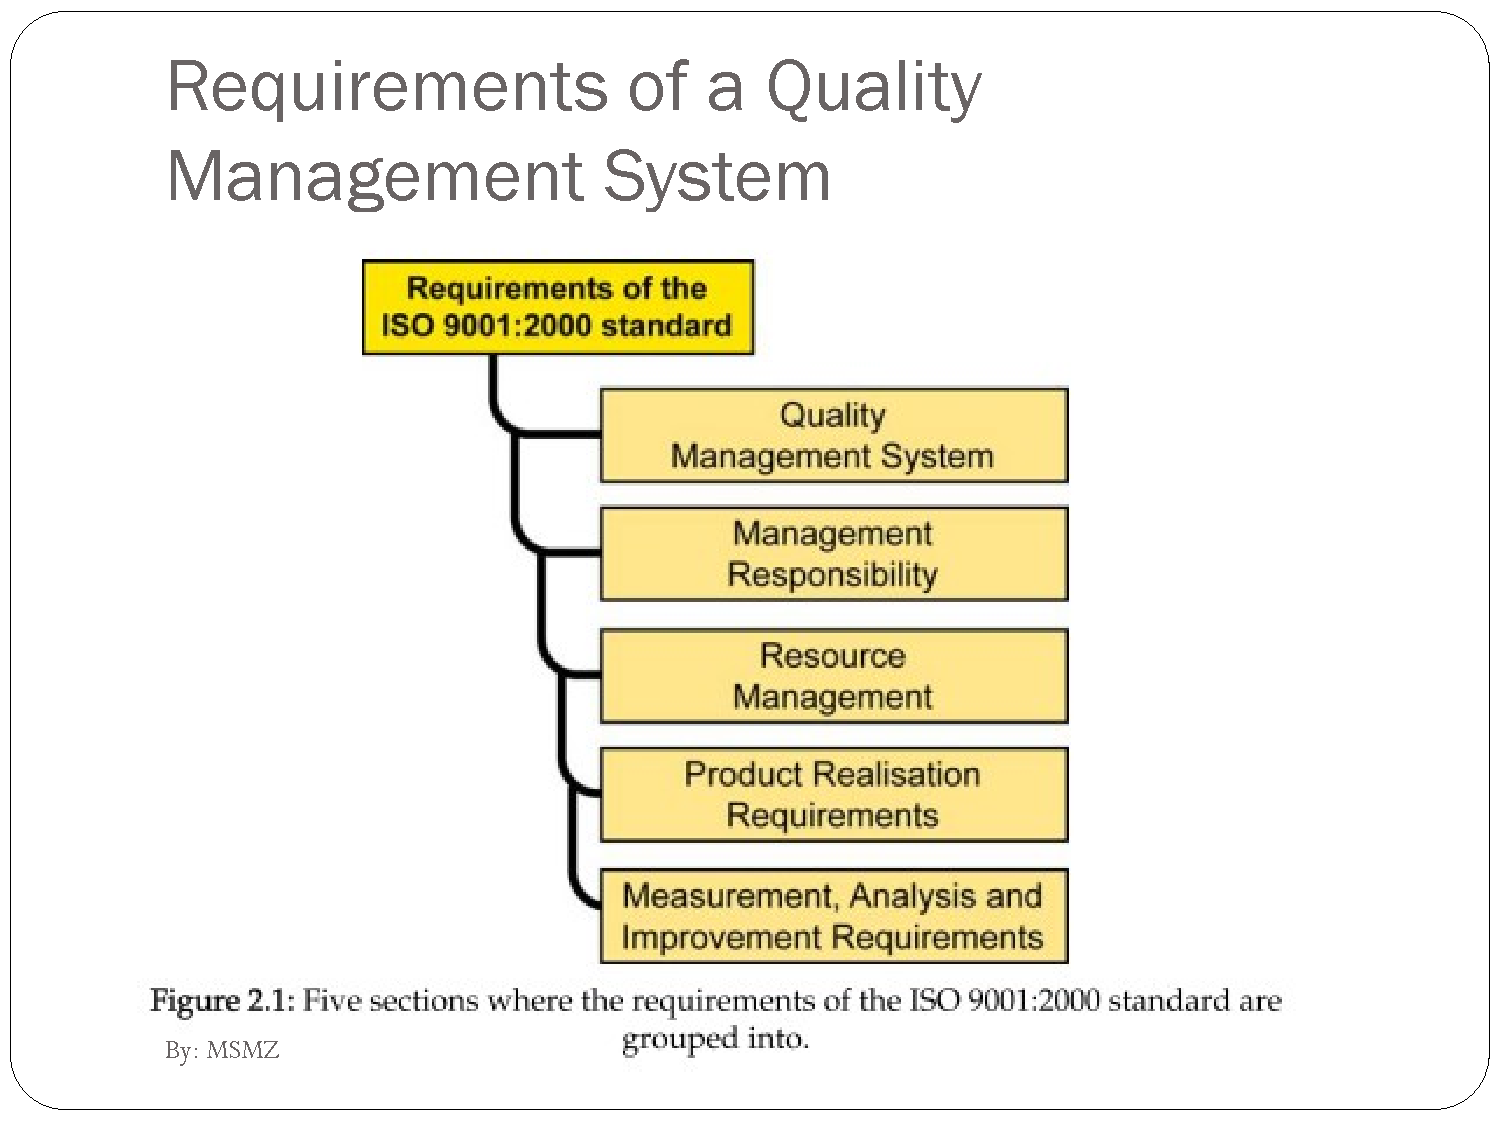 Requirements of a Quality
Management System
Requirements of the
ISO 9001:2000 standard
Quality
Management System
Management
Responsibility
Resource
Management
Product Realisation
Requirements
Measurement, Analysis and
Improvement Requirements
Figure 2.1: Five sections where the requirements of the ISO 9001:2000 standard are
grouped into.
By: MSMZ